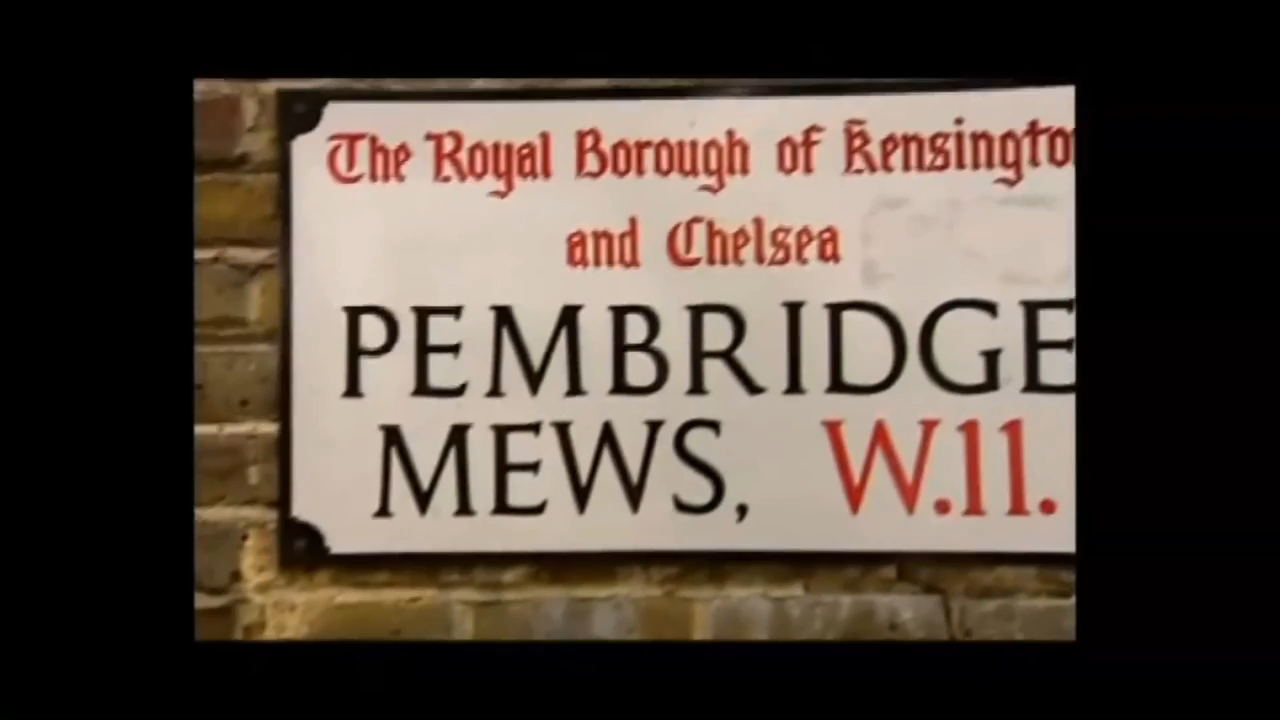 The Royal Borough of Kensingto
and Chelsea
PEMBRIDGE
MEWS, W.11.